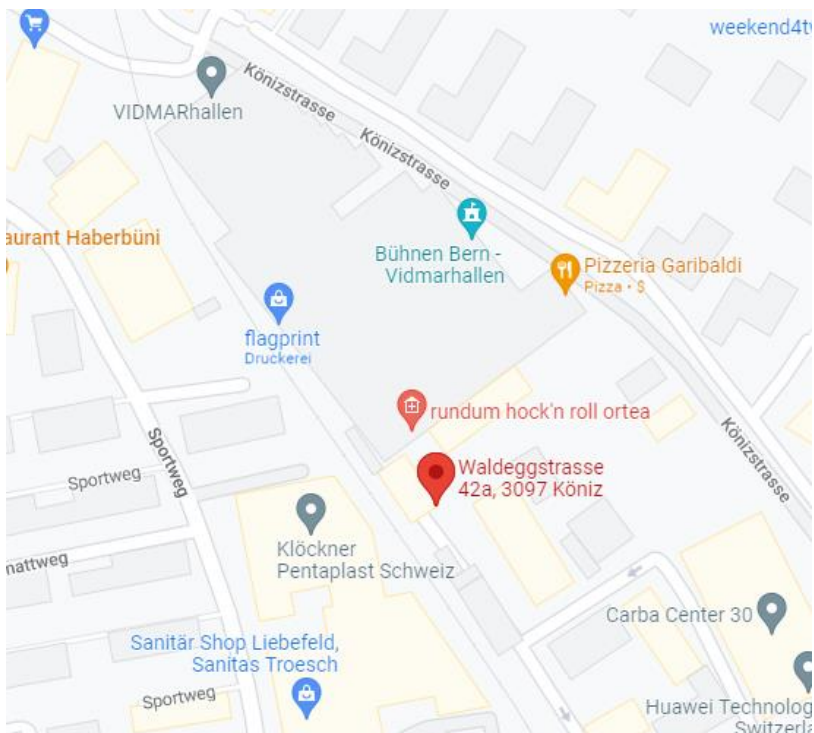 weekend4tw
Könizstrasse
VIDMARhallen
Könizstrasse
aurant Haberbüni
Bühnen Bern -
Vidmarhallen
Pizzeria Garibaldi
Pizza • $
flagprint
Druckerei
rundum hock'n roll ortea
Könizstrasse
Sportweg
Sportweg
Waldeggstrasse
42a, 3097 Köniz
Klöckner
Pentaplast Schweiz
mattweg
Carba Center 30
Sanitär Shop Liebefeld,
Sanitas Troesch
Sportweg
Huawei Technolog
Switzerla